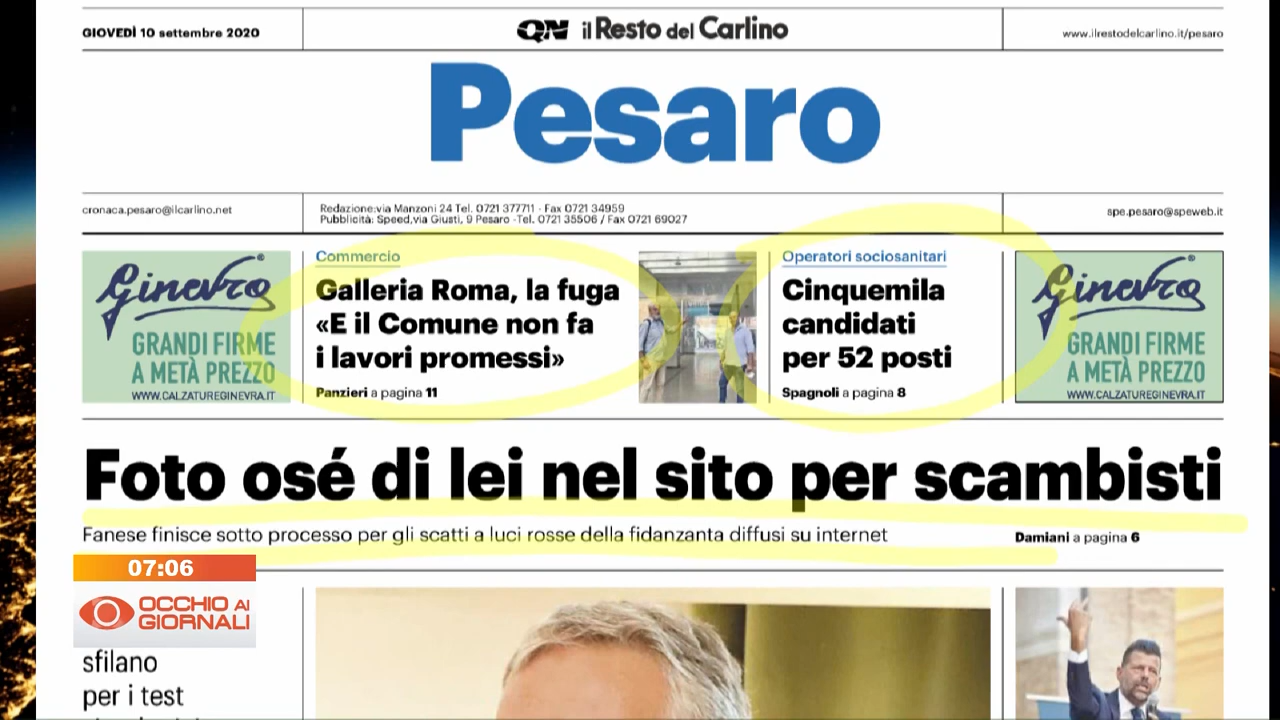 GIOVEDÌ 10 settembre 2020
QN il Resto del Carlino
www.ilrestodelcarlino.it/pesaro
Pesaro
cronaca.pesaro@ilcarlino.net
Redazione:via Manzoni 24 Tel. 0721 377711 - Fax 0721 34959
Pubblicità: Speed,via Giusti, 9 Pesaro -Tel. 0721 35506 / Fax 0721 69027
spe.pesaro@speweb.it
Ginevra®
GRANDI FIRME
A METÀ PREZZO
WWW.CALZATUREGINEVRA.IT
Commercio
Galleria Roma, la fuga
«E il Comune non fa
i lavori promessi»
Panzieri a pagina 11
Operatori sociosanitari
Cinquemila
candidati
per 52 posti
Spagnoli a pagina 8
Ginevra®
GRANDI FIRME
A METÀ PREZZO
WWW.CALZATUREGINEVRA.IT
Foto osé di lei nel sito per scambisti
Fanese finisce sotto processo per gli scatti a luci rosse della fidanzanta diffusi su internet
Damiani a pagina 6
07:06
OCCHIO AI
GIORNALI
sfilano
per i test